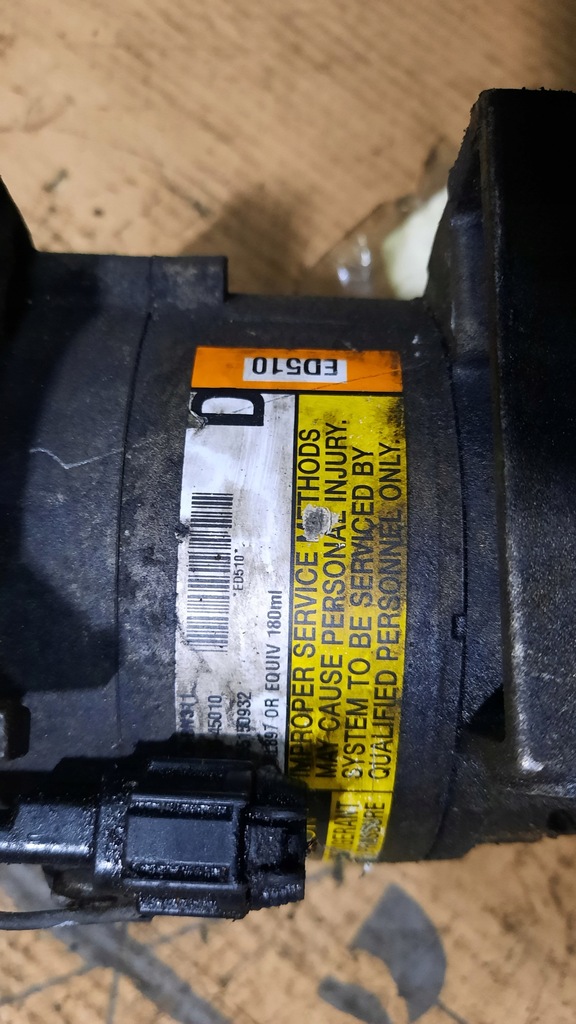 ED510
D
*ED510*
45010
OR EQUIV 180ml
IMPROPER SERVICE METHODS
MAY CAUSE PERSONAL INJURY.
SYSTEM TO BE SERVICED BY
QUALIFIED PERSONNEL ONLY.